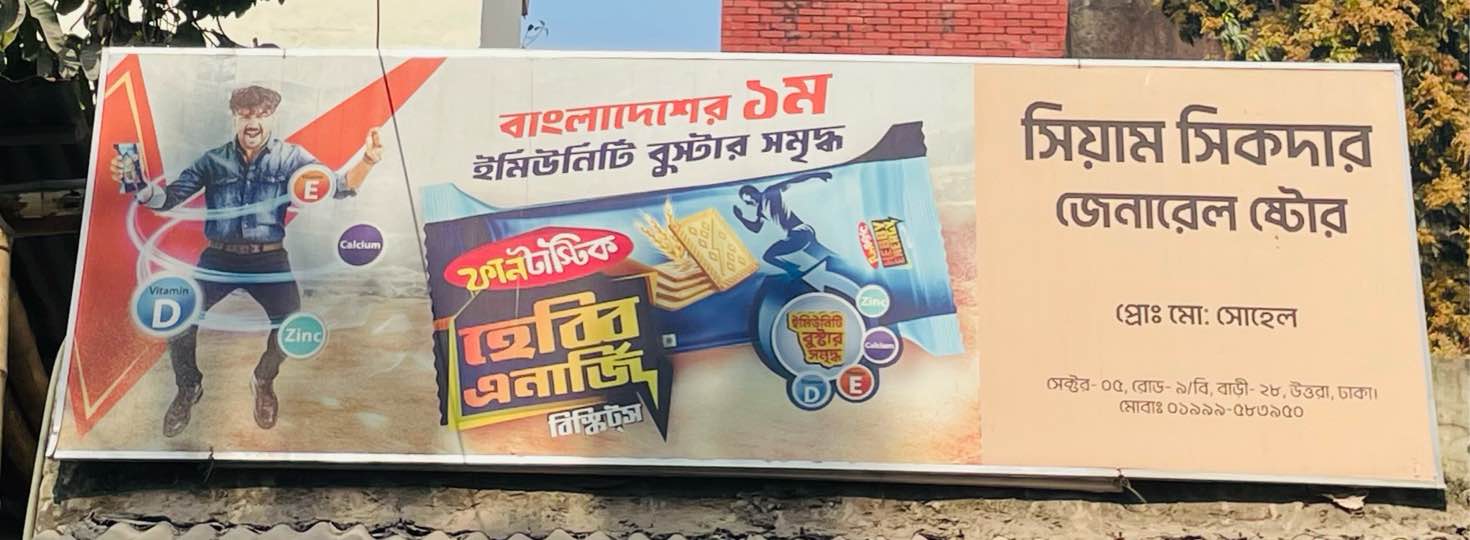 বাংলাদেশের ১ম
ইমিউনিটি বুস্টার সমৃদ্ধ
ফানটাস্টিক
হেব্বি
এনার্জি
বিস্কিট্স
E
Calcium
Vitamin
D
Zinc
ইমিউনিটি
বুস্টার
সমৃদ্ধ
Zinc
Calcium
E
D
সিয়াম সিকদার
জেনারেল ষ্টোর
প্রোঃ মো: সোহেল
সেক্টর- ০৫, রোড- ৯/বি, বাড়ী- ২৮, উত্তরা, ঢাকা।
মোবাঃ ০১৯৯৯-৫৮৩৯৫০